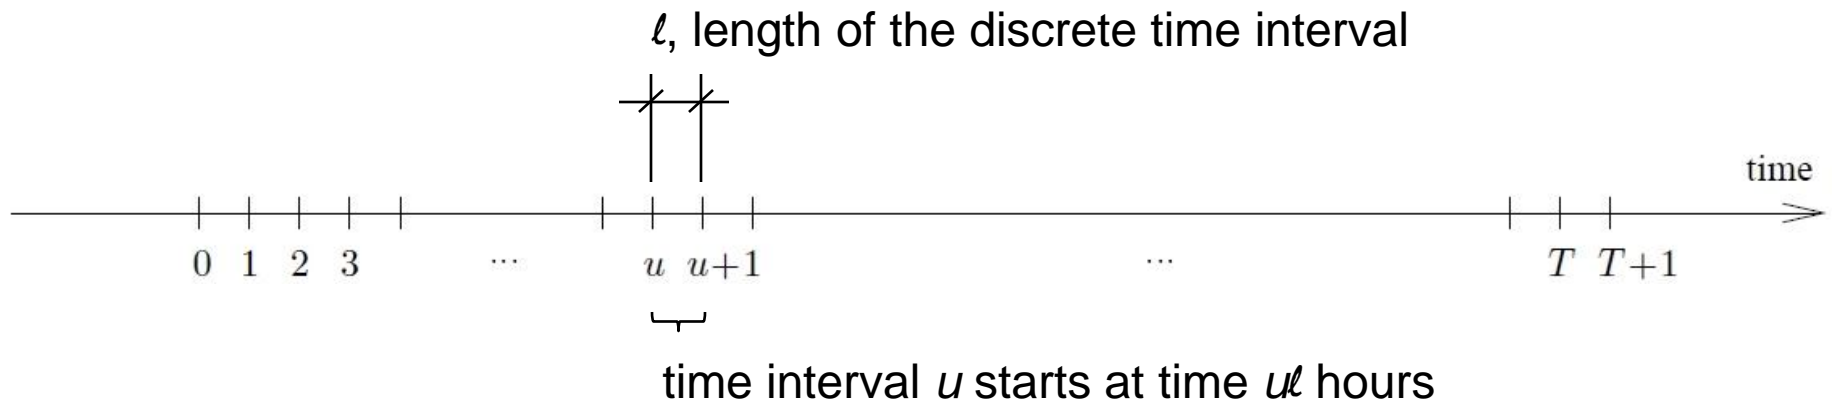 ℓ, length of the discrete time interval
time
0 1 2 3 ... u u+1 ... T T+1
time interval u starts at time uℓ hours